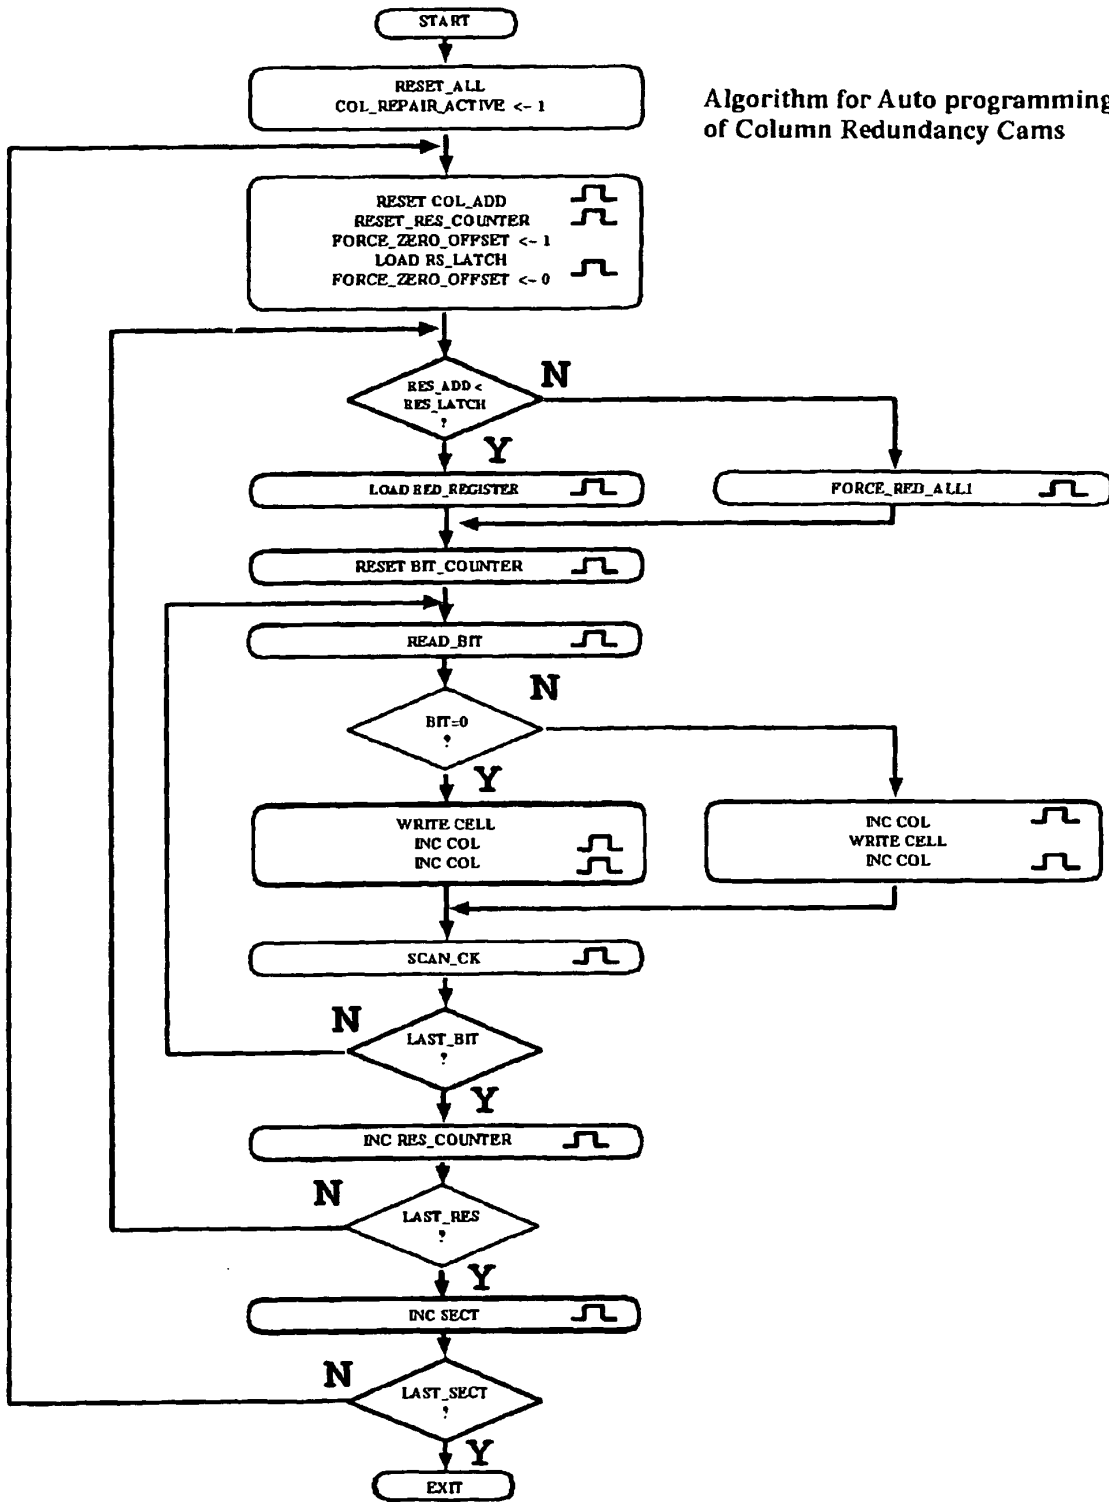 START
RESET_ALL
COL_REPAIR_ACTIVE <- 1
Algorithm for Auto programming
of Column Redundancy Cams
RESET COL_ADD
RESET_RES_COUNTER
FORCE_ZERO_OFFSET <- 1
LOAD RS_LATCH
FORCE_ZERO_OFFSET <- 0
RES_ADD <
RES_LATCH
?
N
Y
LOAD RED_REGISTER
FORCE_RED_ALL1
RESET BIT_COUNTER
READ_BIT
BIT=0
?
N
Y
WRITE CELL
INC COL
INC COL
INC COL
WRITE CELL
INC COL
SCAN_CK
LAST_BIT
?
N
Y
INC RES_COUNTER
LAST_RES
?
N
Y
INC SECT
LAST_SECT
?
N
Y
EXIT